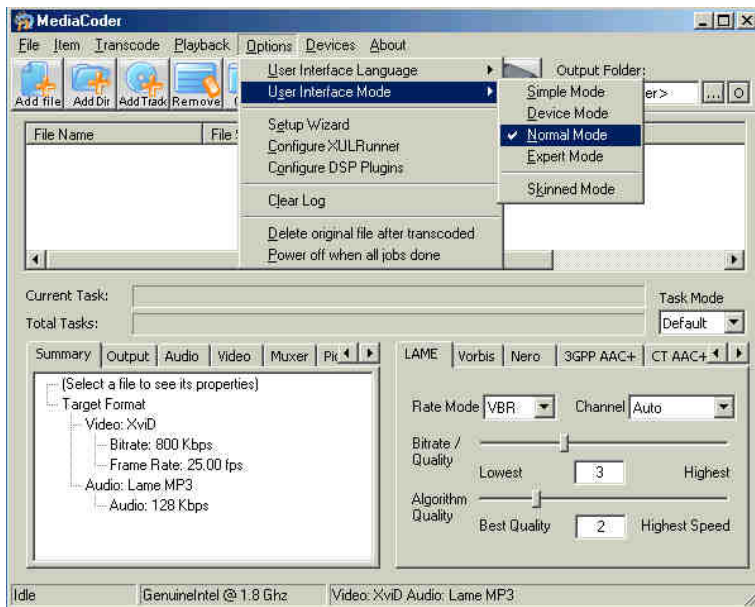 MediaCoder
File Item Transcode Playback Options Devices About
Add file Add Dir Add Track Remove
Output Folder:
er> ... O
User Interface Language
User Interface Mode
Setup Wizard
Configure XULRunner
Configure DSP Plugins
Clear Log
Delete original file after transcoded
Power off when all jobs done
Simple Mode
Device Mode
Normal Mode
Expert Mode
Skinned Mode
File Name File
Current Task:
Total Tasks:
Task Mode
Default
Summary Output Audio Video Muxer
(Select a file to see its properties)
Target Format
Video: XviD
Bitrate: 800 Kbps
Frame Rate: 25.00 fps
Audio: Lame MP3
Audio: 128 Kbps
LAME Vorbis Nero 3GPP AAC+ CT AAC+
Rate Mode VBR Channel Auto
Bitrate /
Quality
Lowest 3 Highest
Algorithm
Quality
Best Quality 2 Highest Speed
Idle GenuineIntel @ 1.8 Ghz Video: XviD Audio: Lame MP3